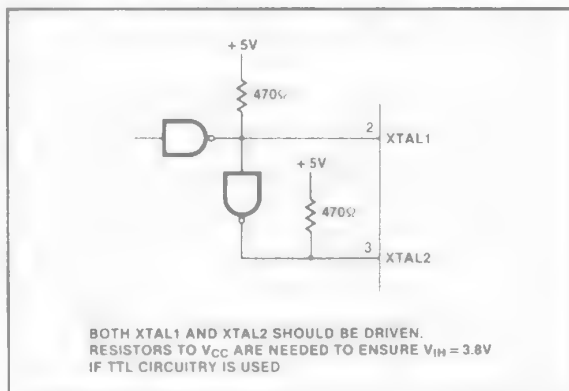 + 5V
470Ω
2
XTAL1
+ 5V
470Ω
3
XTAL2
BOTH XTAL1 AND XTAL2 SHOULD BE DRIVEN.
RESISTORS TO VCC ARE NEEDED TO ENSURE VIH = 3.8V
IF TTL CIRCUITRY IS USED